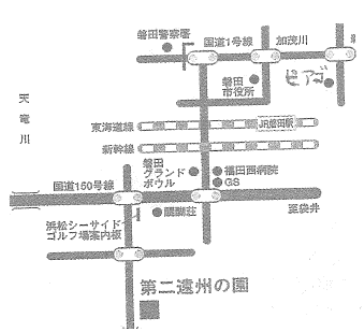 磐田警察署
国道1号線
加茂川
磐田
市役所
ピアゴ
天竜川
東海道線
JR磐田駅
新幹線
磐田
グランド
ボウル
福田西病院
GS
国道150号線
醍醐荘
至袋井
浜松シーサイド
ゴルフ場案内板
第二遠州の園